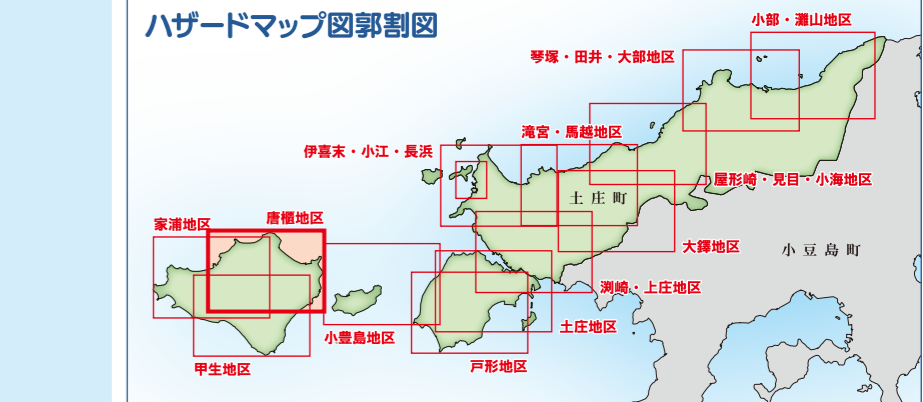 ハザードマップ図郭割図
小部・灘山地区
琴塚・田井・大部地区
滝宮・馬越地区
伊喜末・小江・長浜
屋形崎・見目・小海地区
土庄町
家浦地区
唐櫃地区
大鐸地区
小豆島町
渕崎・上庄地区
土庄地区
小豊島地区
甲生地区
戸形地区